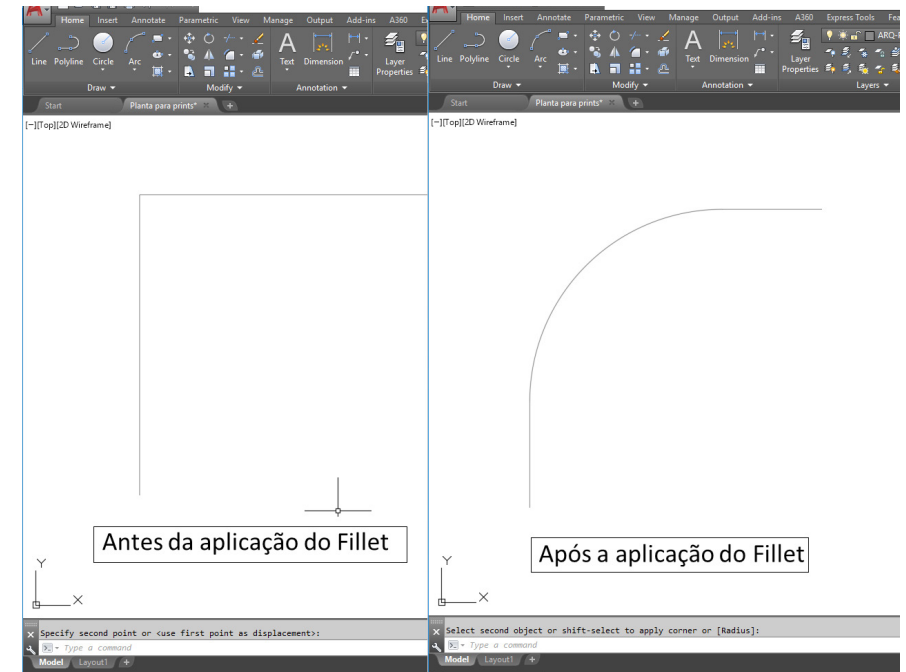 Home Insert Annotate Parametric View Manage Output Add-ins A360
Line Polyline Circle Arc Text Dimension Layer
Properties
Draw Modify Annotation
Start Planta para prints*
[−][Top][2D Wireframe]
Antes da aplicação do Fillet
Y
X
Specify second point or <use first point as displacement>:
Type a command
Model Layout1 +
Home Insert Annotate Parametric View Manage Output Add-ins A360 Express Tools Fea
ARQ-P
Line Polyline Circle Arc Text Dimension Layer
Properties
Draw Modify Annotation Layers
Start Planta para prints*
[−][Top][2D Wireframe]
Após a aplicação do Fillet
Y
X
Select second object or shift-select to apply corner or [Radius]:
Type a command
Model Layout1 +